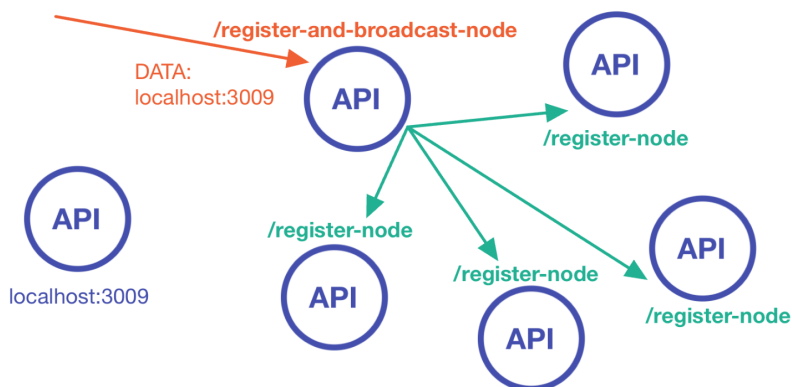 /register-and-broadcast-node
DATA:
localhost:3009
API
API
/register-node
API
localhost:3009
/register-node
API
/register-node
API
API
/register-node